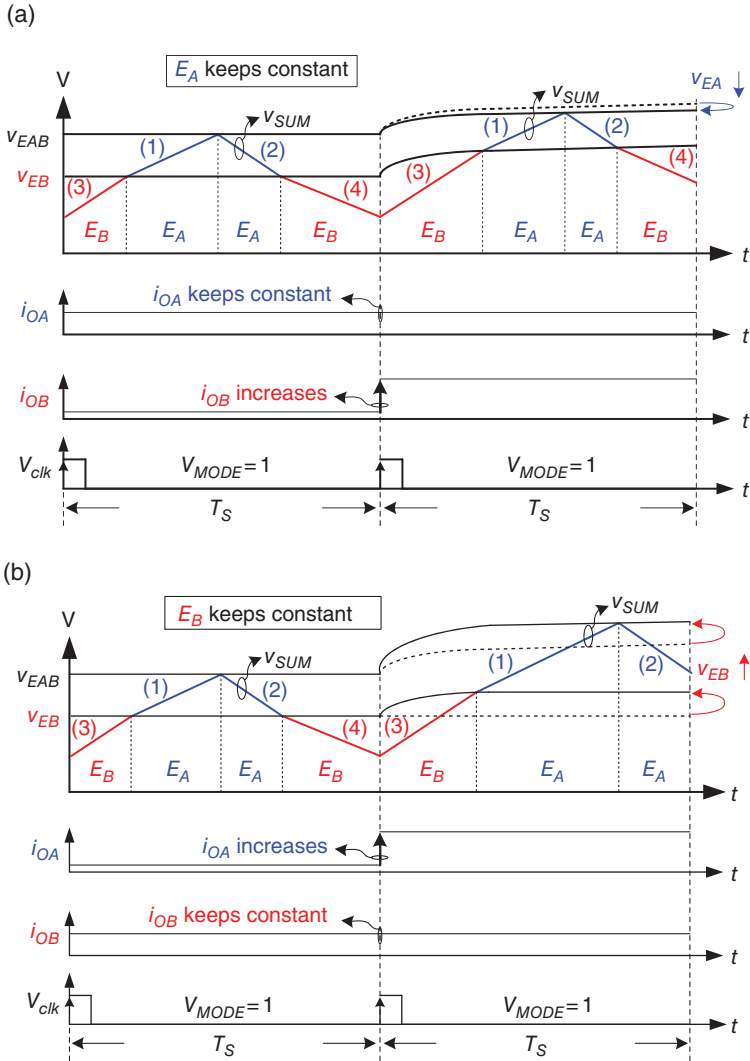 (a)
V
E_A keeps constant
v_EA
v_SUM
v_SUM
v_EAB
(1)
(2)
(1)
(2)
v_EB
(3)
(4)
(3)
(4)
E_B E_A E_A E_B E_B E_A E_A E_B
t
i_OA
i_OA keeps constant
t
i_OB
i_OB increases
t
V_clk
V_MODE = 1
V_MODE = 1
t
T_S
T_S
(b)
V
E_B keeps constant
v_SUM
v_SUM
v_EAB
(1)
(2)
(1)
(2)
v_EB
v_EB
(3)
(4)
(3)
E_B E_A E_A E_B E_B E_A E_A
t
i_OA
i_OA increases
t
i_OB
i_OB keeps constant
t
V_clk
V_MODE = 1
V_MODE = 1
t
T_S
T_S